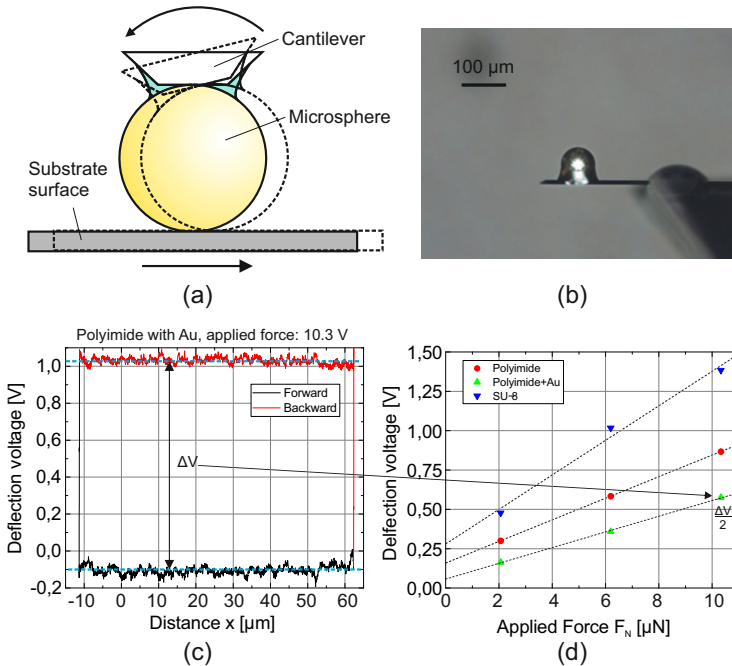 Cantilever
Microsphere
Substrate
surface
(a)
100 µm
(b)
Polyimide with Au, applied force: 10.3 V
Deflection voltage [V]
1,0
0,8
0,6
0,4
0,2
0,0
-0,2
Forward
Backward
ΔV
-10 0 10 20 30 40 50 60
Distance x [µm]
(c)
Delfection voltage [V]
1,50
1,25
1,00
0,75
0,50
0,25
0,00
Polyimide
Polyimide+Au
SU-8
ΔV
2
0 2 4 6 8 10
Applied Force F_N [µN]
(d)